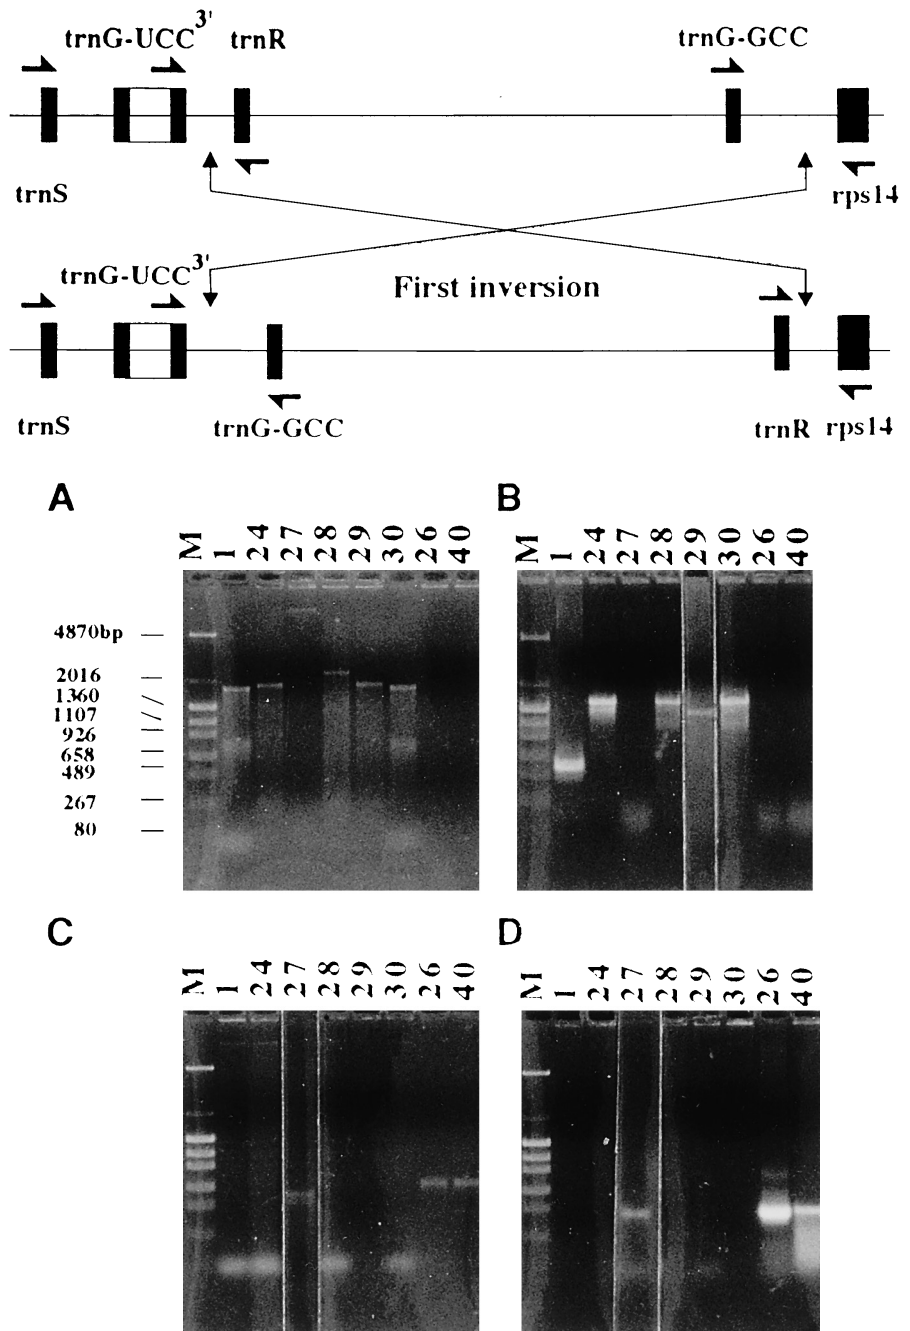 trnG-UCC3' trnR trnG-GCC
trnS rps14
trnG-UCC3'
First inversion
trnS trnG-GCC trnR rps14
A B
M 1 24 27 28 29 30 26 40
M 1 24 27 28 29 30 26 40
4870bp
2016
1360
1107
926
658
489
267
80
C D
M 1 24 27 28 29 30 26 40
M 1 24 27 28 29 30 26 40